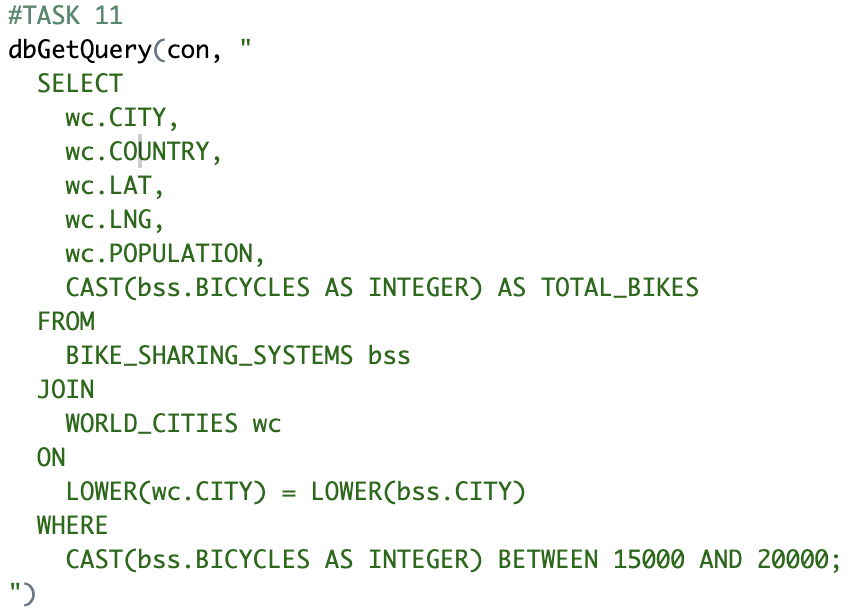 #TASK 11
dbGetQuery(con, "
  SELECT
    wc.CITY,
    wc.COUNTRY,
    wc.LAT,
    wc.LNG,
    wc.POPULATION,
    CAST(bss.BICYCLES AS INTEGER) AS TOTAL_BIKES
  FROM
    BIKE_SHARING_SYSTEMS bss
  JOIN
    WORLD_CITIES wc
  ON
    LOWER(wc.CITY) = LOWER(bss.CITY)
  WHERE
    CAST(bss.BICYCLES AS INTEGER) BETWEEN 15000 AND 20000;
")